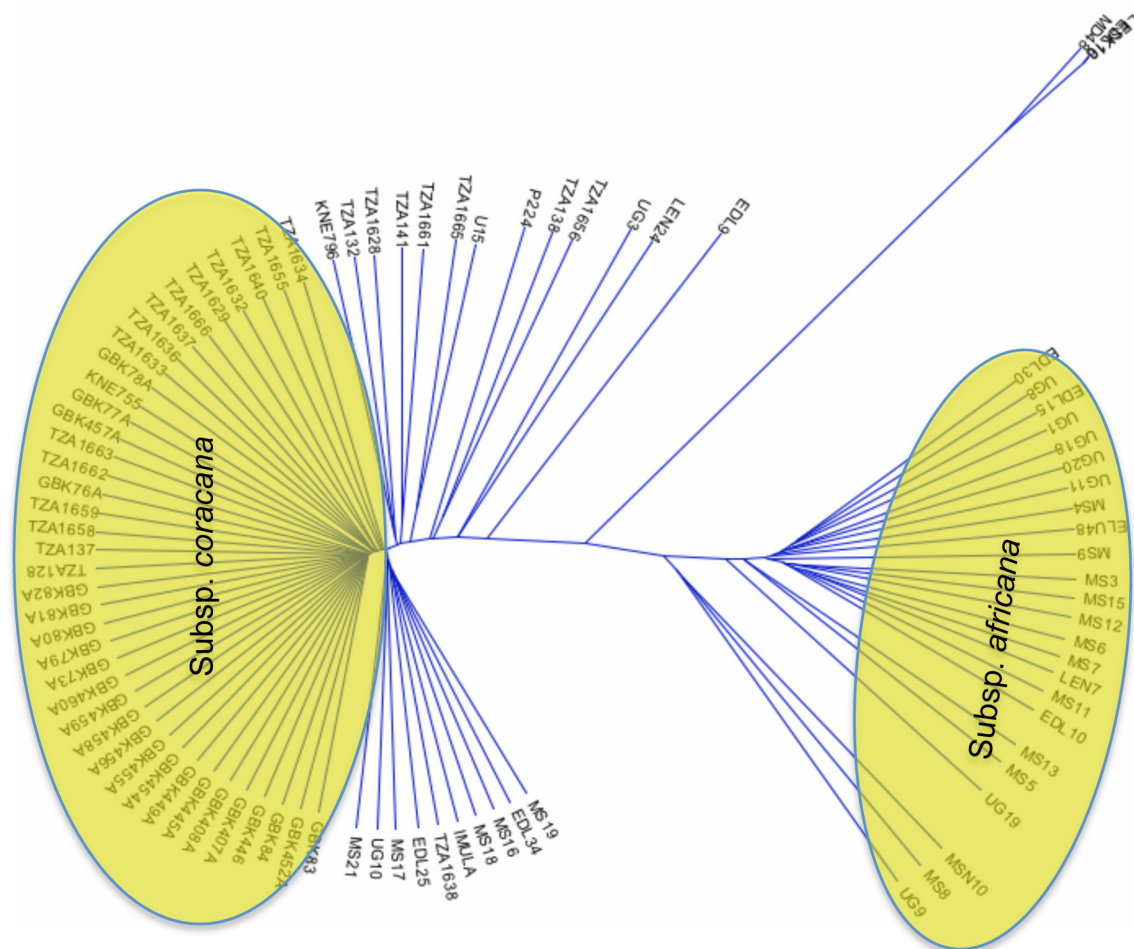 MD48
EDL9
LEN24
UG3
TZA1656
TZA138
P224
U15
TZA1665
TZA1661
TZA141
TZA1628
TZA132
KNE796
TZA1634
TZA1655
TZA1640
TZA1632
TZA1629
TZA1666
TZA1637
TZA1636
TZA1633
GBK78A
KNE755
GBK77A
GBK457A
TZA1663
TZA1662
GBK76A
TZA1659
TZA1658
TZA137
TZA128
GBK82A
GBK81A
GBK80A
GBK79A
GBK73A
GBK460A
GBK459A
GBK458A
GBK456A
GBK455A
GBK454A
GBK449A
GBK445A
GBK408A
GBK407A
GBK446
GBK84
GBK452A
GBK83
Subsp. coracana
MS21
UG10
MS17
EDL25
TZA1638
IMULA
MS18
MS16
EDL34
MS19
EDL30
UG8
EDL15
UG1
UG18
UG20
UG11
MS4
ELU48
MS9
MS3
MS15
MS12
MS6
MS7
LEN7
MS11
EDL10
MS13
MS5
UG19
MSN10
MS8
UG9
Subsp. africana